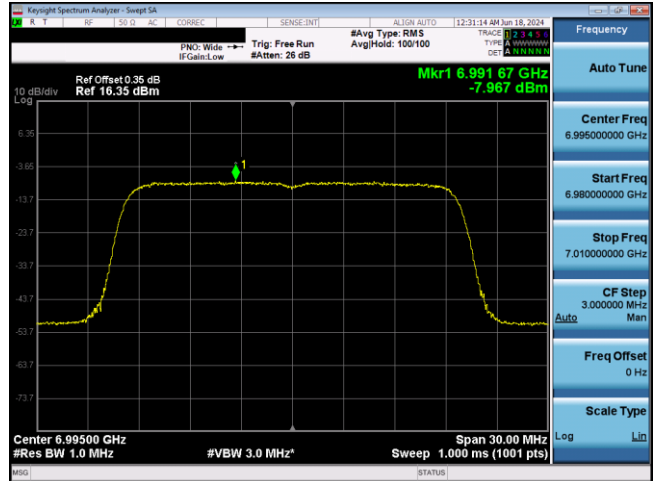 Keysight Spectrum Analyzer - Swept SA
R T RF 50 Ω AC CORREC SENSE:INT ALIGN AUTO 12:31:14 AM Jun 18, 2024
PNO: Wide
IFGain:Low
Trig: Free Run
#Atten: 26 dB
#Avg Type: RMS
Avg|Hold: 100/100
TRACE 1 2 3 4 5 6
TYPE A WWWWW
DET A N N N N N
Ref Offset 0.35 dB
10 dB/div Ref 16.35 dBm
Log
Mkr1 6.991 67 GHz
-7.967 dBm
6.35
-3.65
-13.7
-23.7
-33.7
-43.7
-53.7
-63.7
-73.7
1
Center 6.99500 GHz Span 30.00 MHz
#Res BW 1.0 MHz #VBW 3.0 MHz* Sweep 1.000 ms (1001 pts)
MSG STATUS
Frequency
Auto Tune
Center Freq
6.995000000 GHz
Start Freq
6.980000000 GHz
Stop Freq
7.010000000 GHz
CF Step
3.000000 MHz
Auto Man
Freq Offset
0 Hz
Scale Type
Log Lin